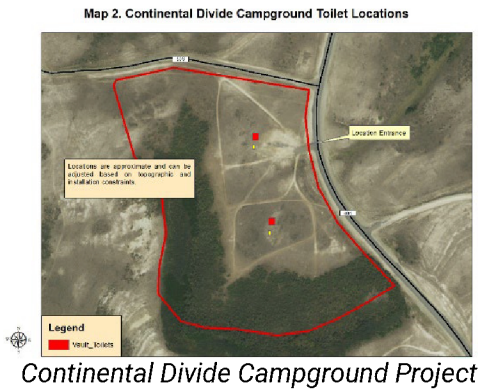 Map 2. Continental Divide Campground Toilet Locations
Location Entrance
Locations are approximate and can be
adjusted based on topographic and
installation constraints.
Legend
Vault_Toilets
Continental Divide Campground Project